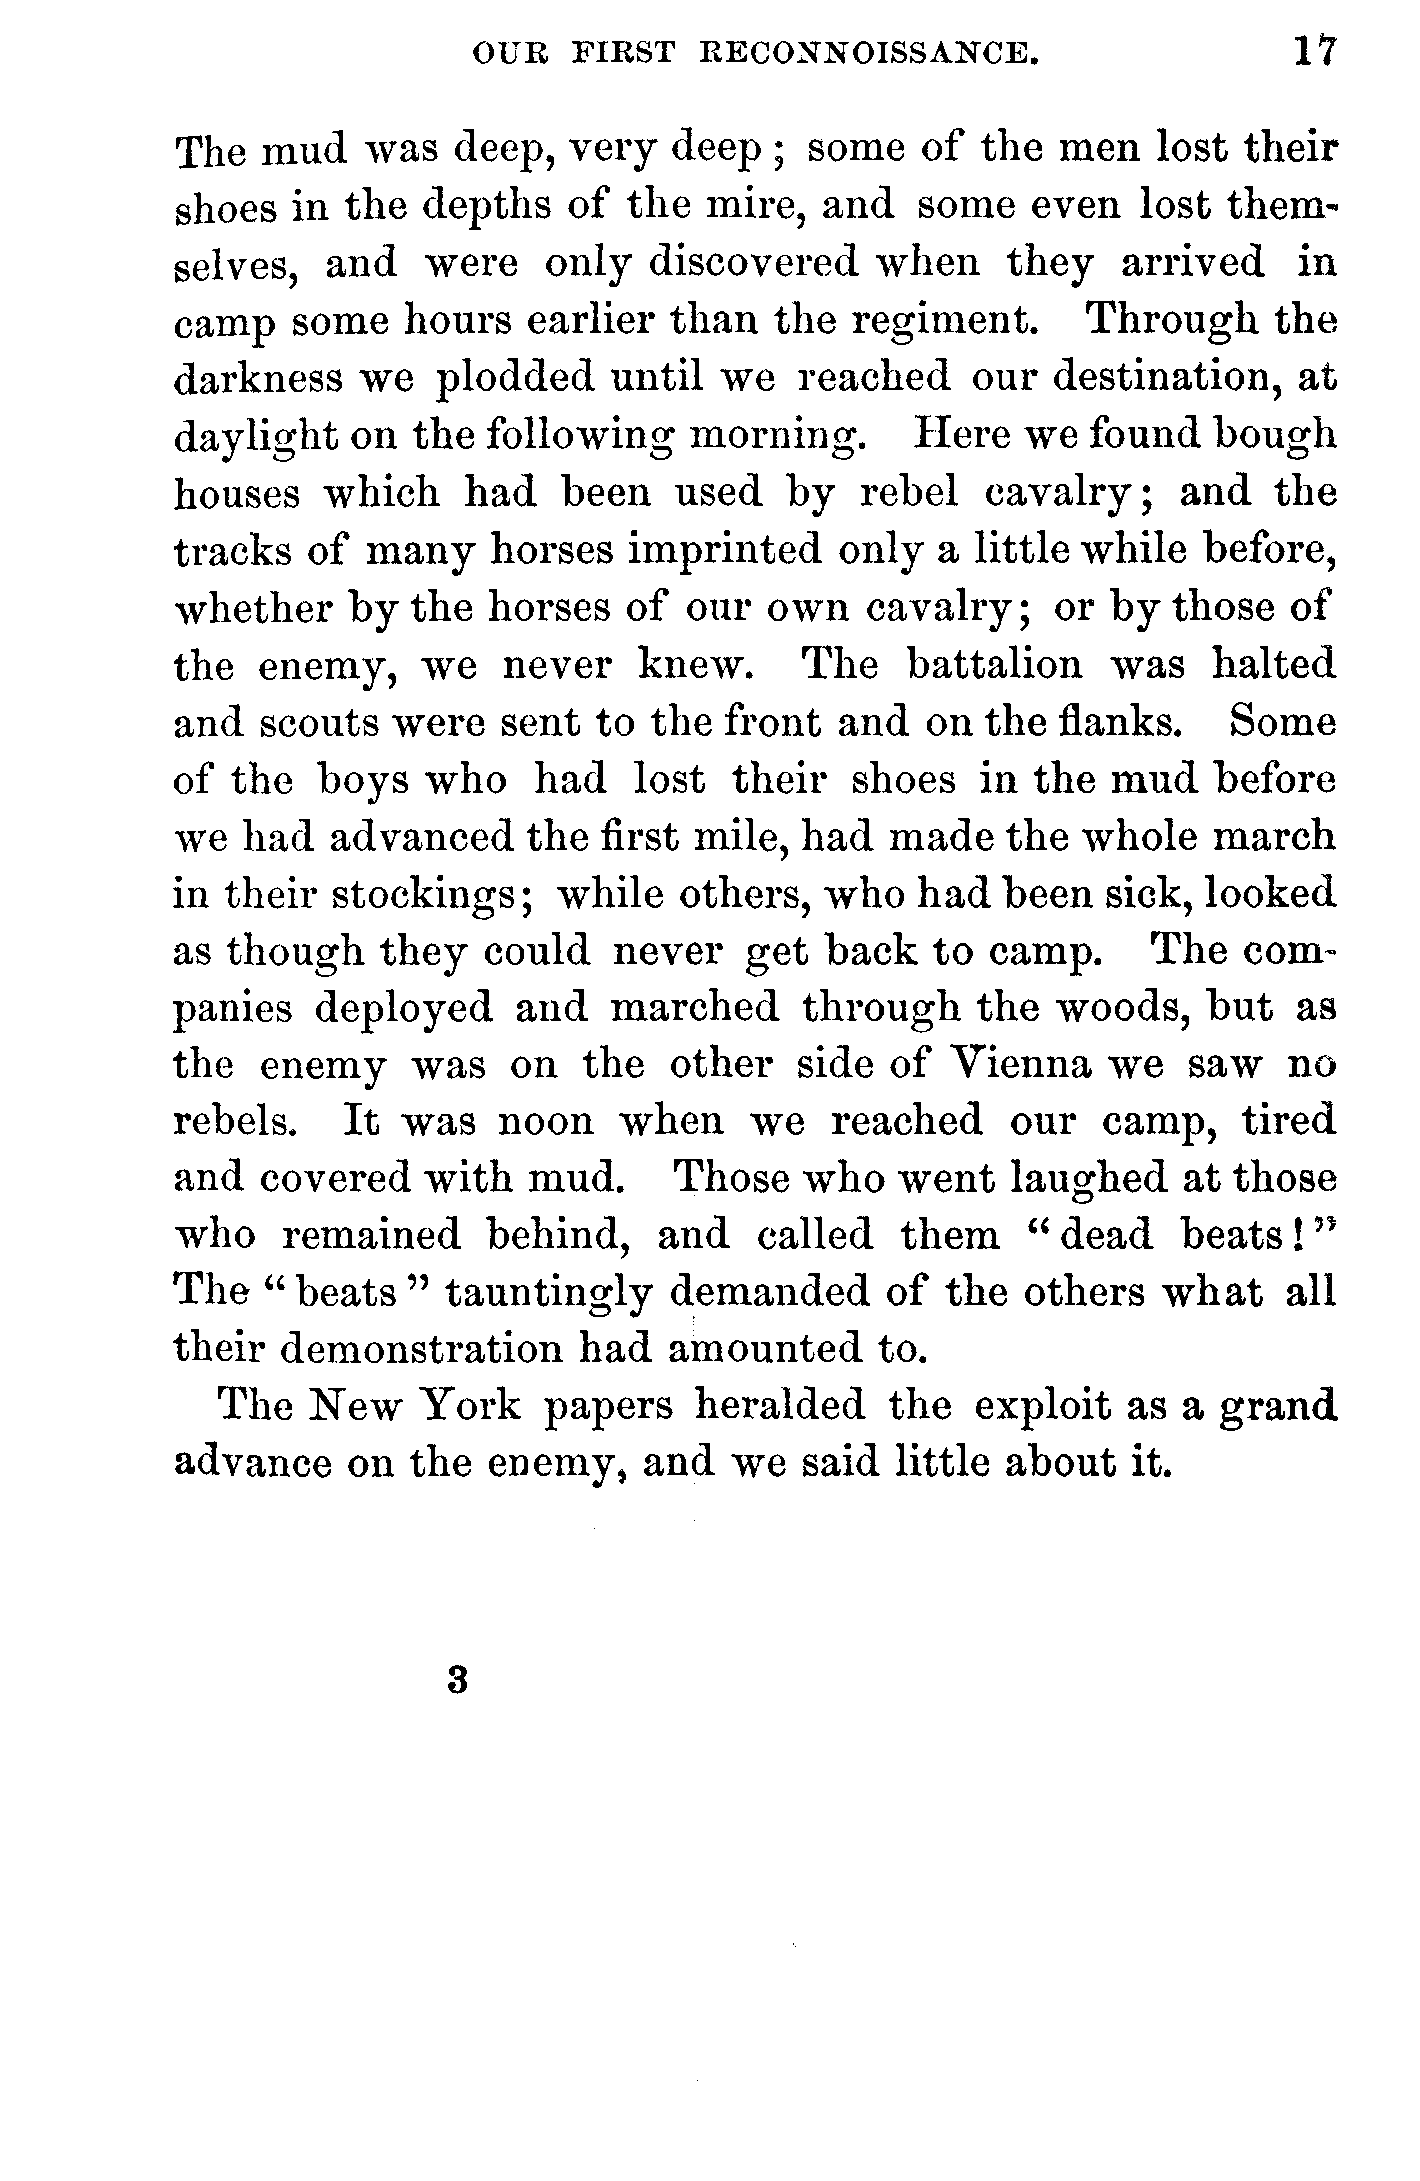 OUR FIRST RECONNOISSANCE. 17
The mud was deep, very deep ; some of the men lost their
shoes in the depths of the mire, and some even lost them-
selves, and were only discovered when they arrived in
camp some hours earlier than the regiment. Through the
darkness we plodded until we reached our destination, at
daylight on the following morning. Here we found bough
houses which had been used by rebel cavalry; and the
tracks of many horses imprinted only a little while before,
whether by the horses of our own cavalry; or by those of
the enemy, we never knew. The battalion was halted
and scouts were sent to the front and on the flanks. Some
of the boys who had lost their shoes in the mud before
we had advanced the first mile, had made the whole march
in their stockings; while others, who had been sick, looked
as though they could never get back to camp. The com-
panies deployed and marched through the woods, but as
the enemy was on the other side of Vienna we saw no
rebels. It was noon when we reached our camp, tired
and covered with mud. Those who went laughed at those
who remained behind, and called them “dead beats!”
The “beats” tauntingly demanded of the others what all
their demonstration had amounted to.
The New York papers heralded the exploit as a grand
advance on the enemy, and we said little about it.
3